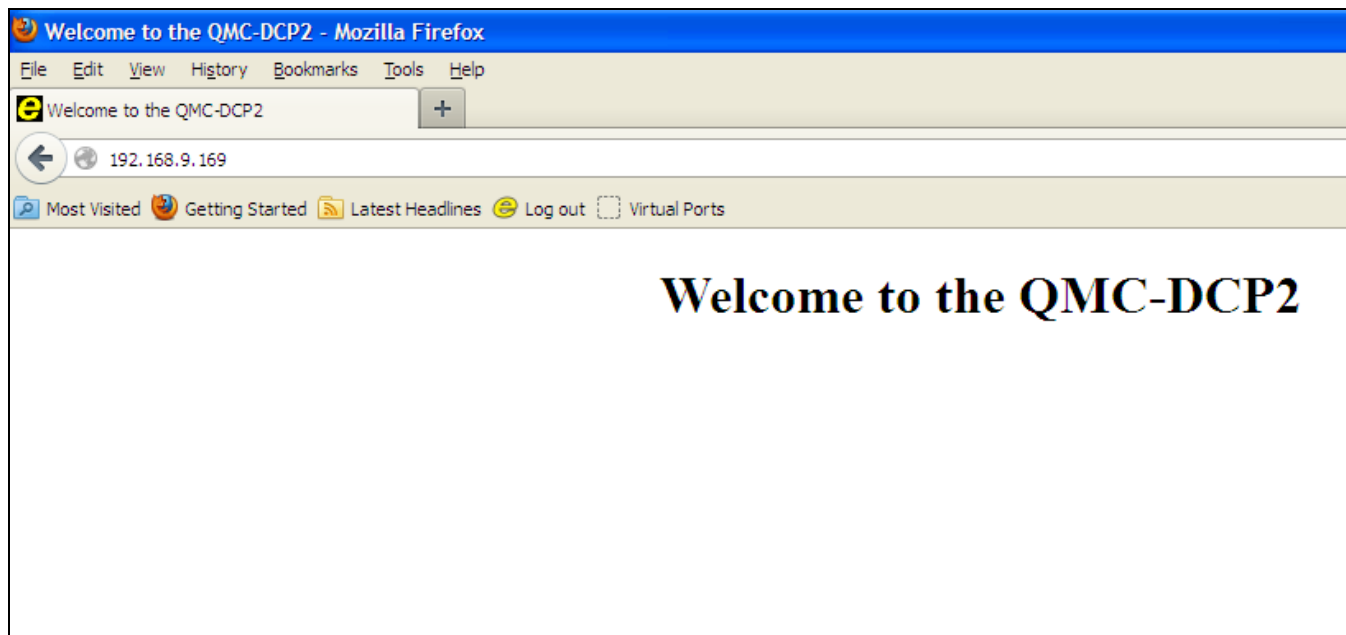 Welcome to the QMC-DCP2 - Mozilla Firefox
File Edit View History Bookmarks Tools Help
Welcome to the QMC-DCP2 +
192.168.9.169
Most Visited Getting Started Latest Headlines Log out Virtual Ports
Welcome to the QMC-DCP2